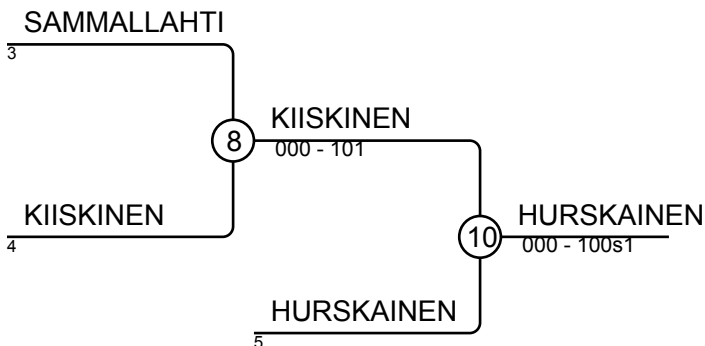 SAMMALLAHTI
3
8
KIISKINEN
000 - 101
KIISKINEN
4
10
HURSKAINEN
000 - 100s1
HURSKAINEN
5